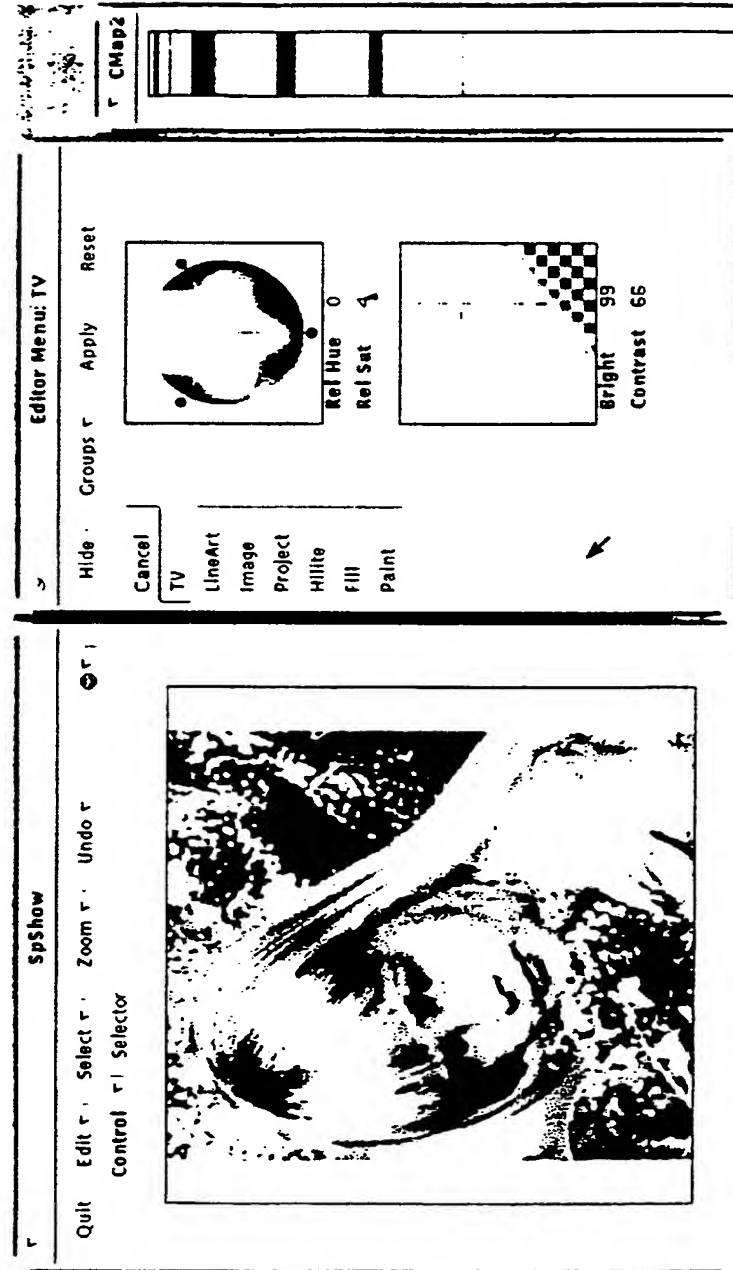 SpShow
Quit Edit Select Zoom Undo
Control Selector
Editor Menu: TV
Hide Groups Apply Reset
Cancel
TV
LineArt
Image
Project
Hilite
Fill
Paint
Rel Hue 0
Rel Sat
Bright 99
Contrast 66
CMap2